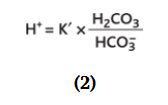 H⁺ = K′ × H₂CO₃ / HCO₃⁻
(2)